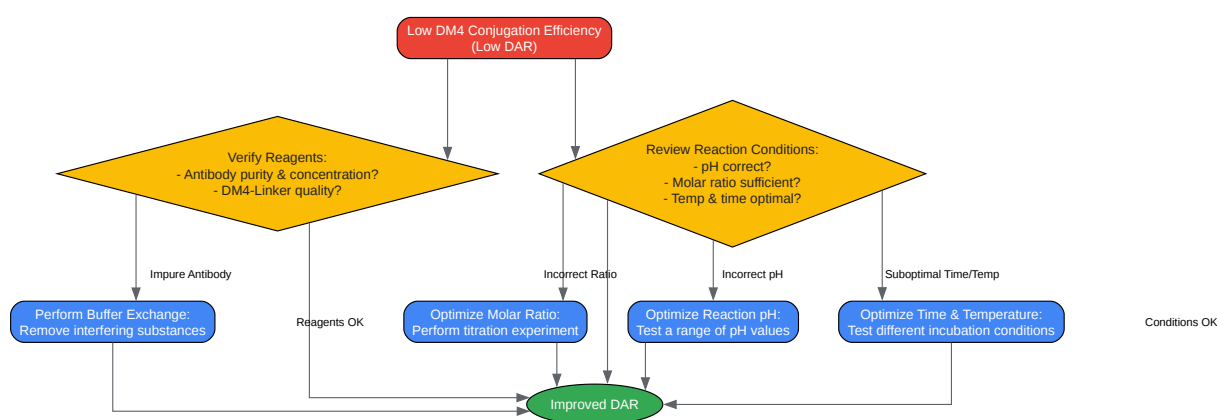 Low DM4 Conjugation Efficiency
(Low DAR)
Verify Reagents:
- Antibody purity & concentration?
- DM4-Linker quality?
Review Reaction Conditions:
- pH correct?
- Molar ratio sufficient?
- Temp & time optimal?
Impure Antibody
Incorrect Ratio
Incorrect pH
Suboptimal Time/Temp
Perform Buffer Exchange:
Remove interfering substances
Reagents OK
Optimize Molar Ratio:
Perform titration experiment
Optimize Reaction pH:
Test a range of pH values
Optimize Time & Temperature:
Test different incubation conditions
Conditions OK
Improved DAR